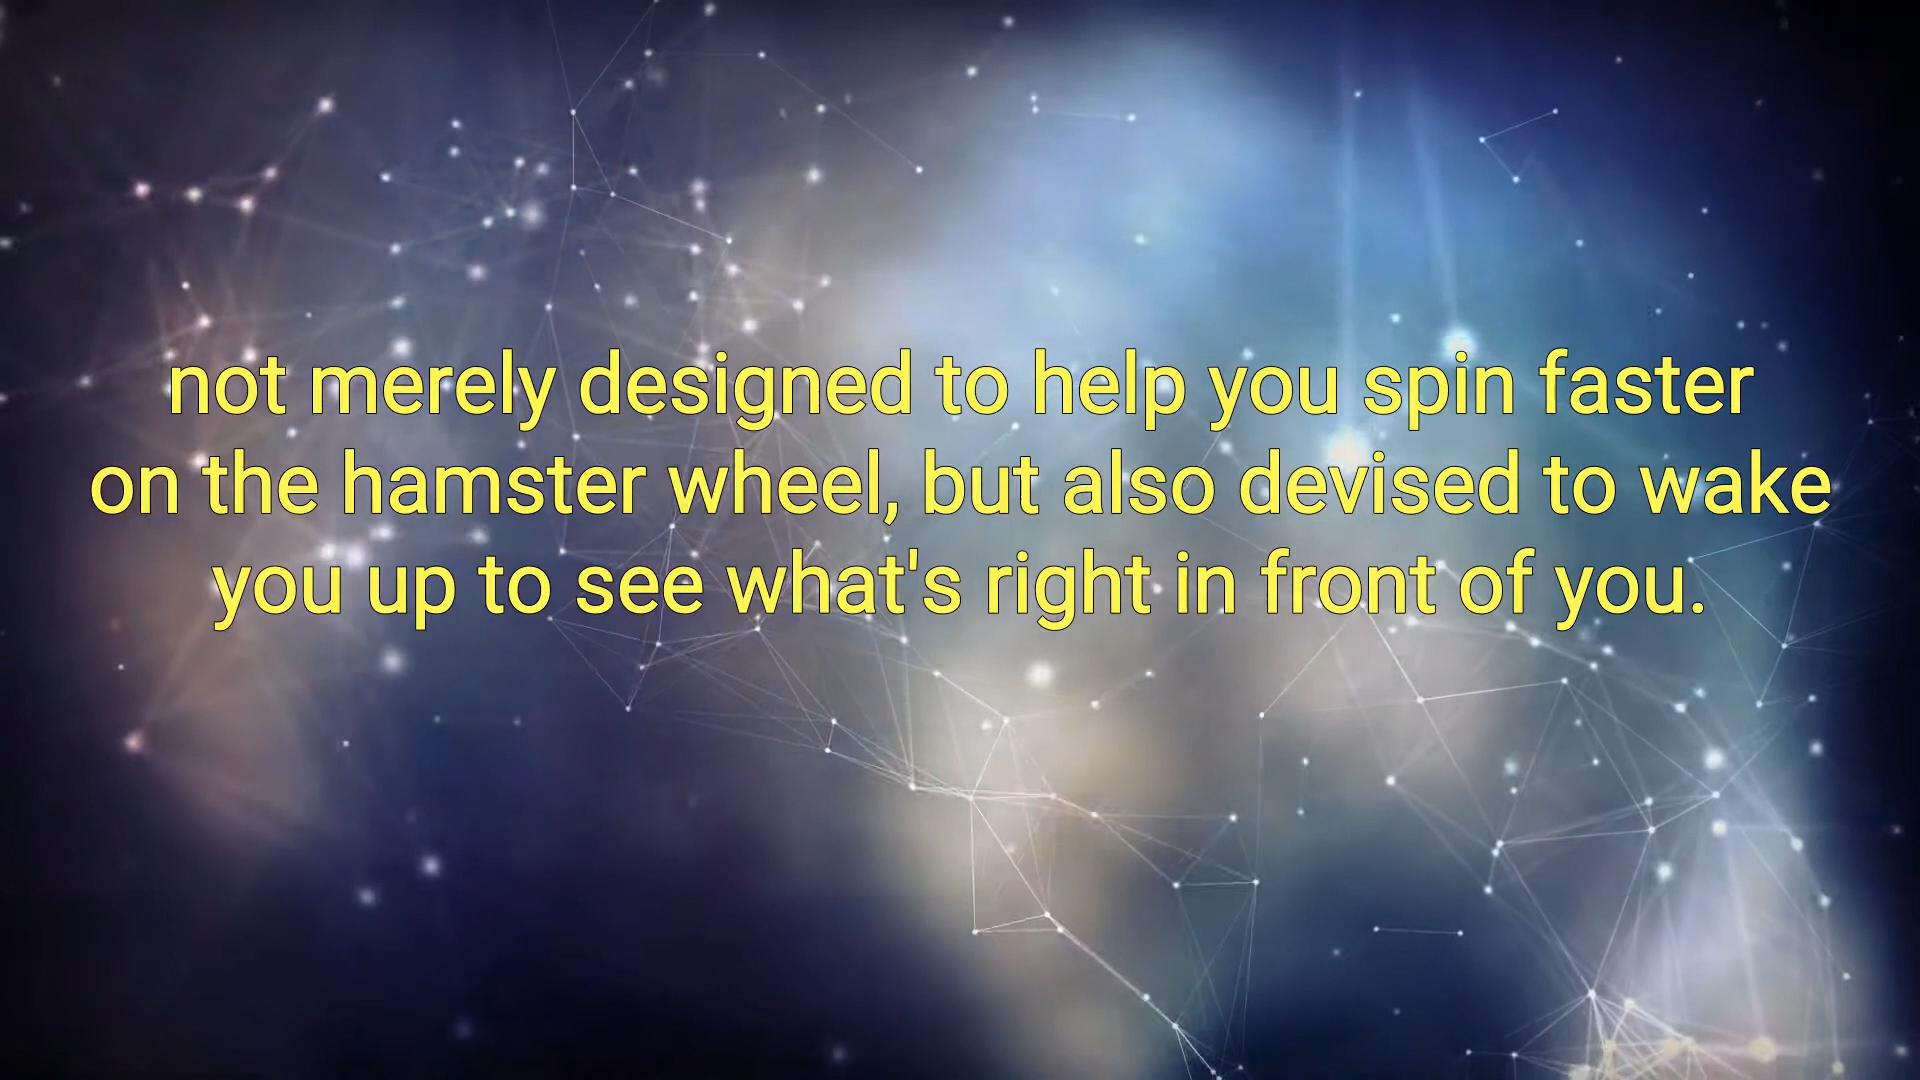 not merely designed to help you spin faster
on the hamster wheel, but also devised to wake
you up to see what's right in front of you.